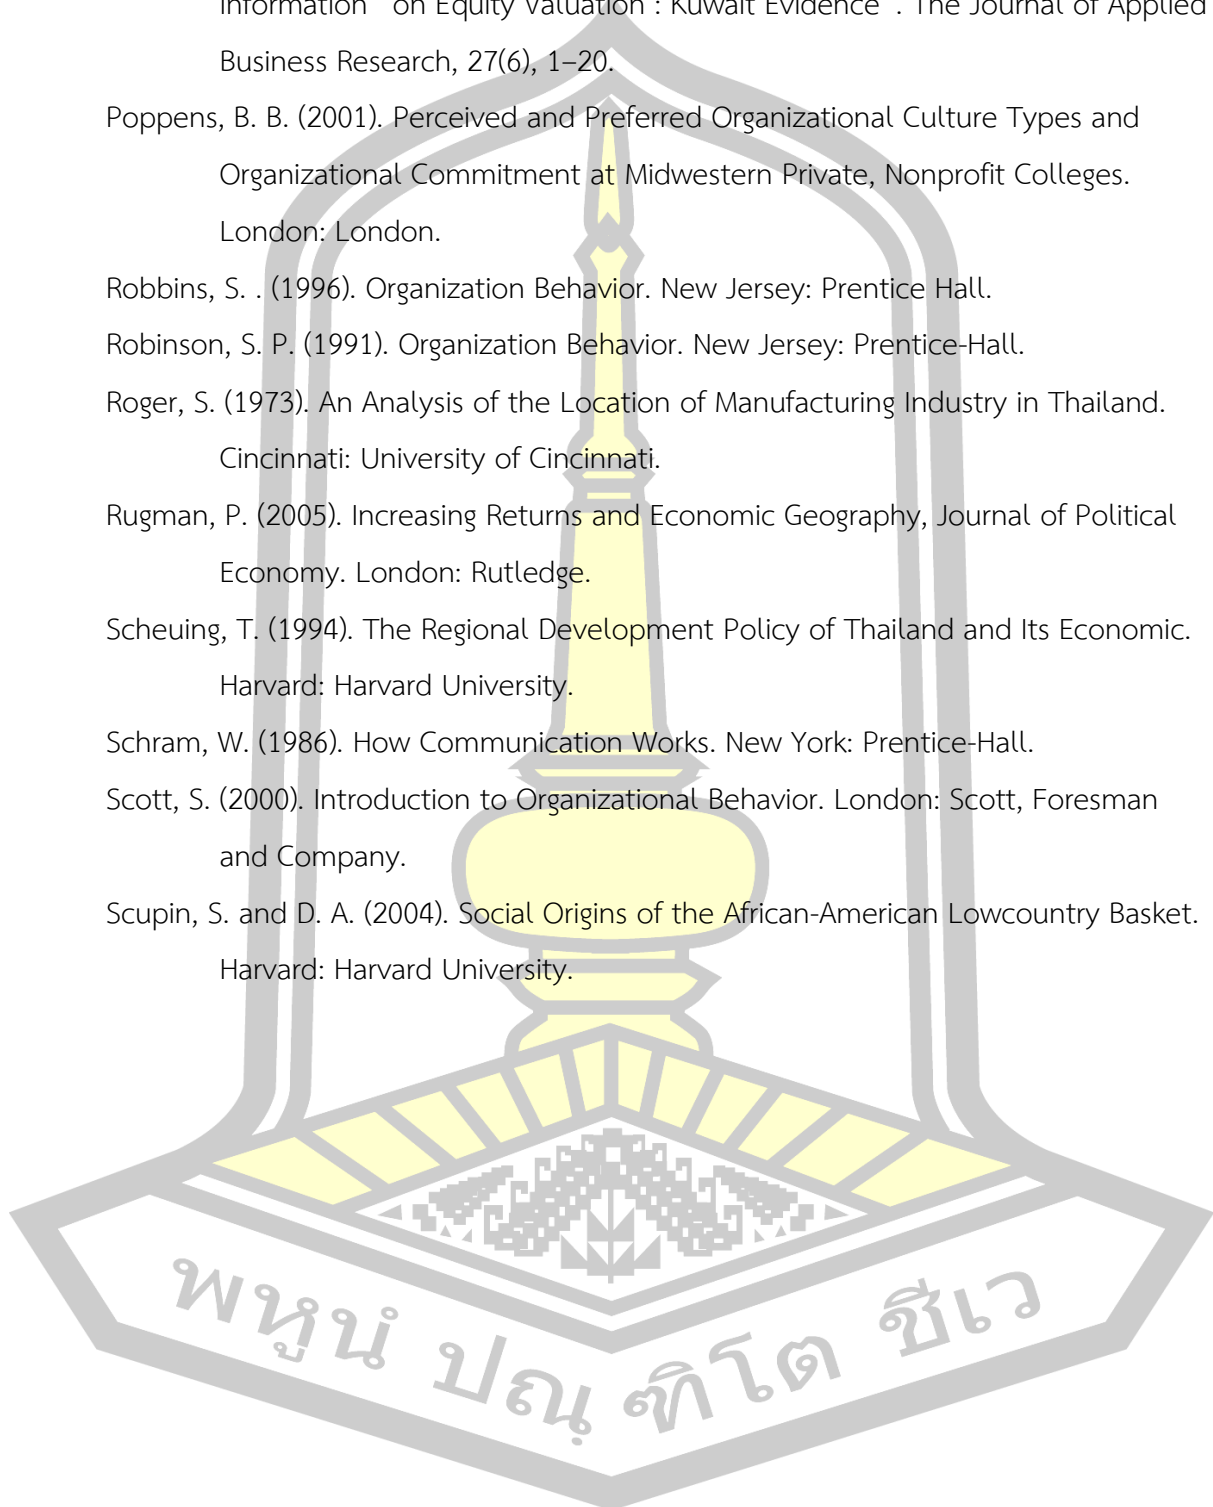 Information" on Equity Valuation : Kuwait Evidence". The Journal of Applied
Business Research, 27(6), 1–20.
Poppens, B. B. (2001). Perceived and Preferred Organizational Culture Types and
Organizational Commitment at Midwestern Private, Nonprofit Colleges.
London: London.
Robbins, S. . (1996). Organization Behavior. New Jersey: Prentice Hall.
Robinson, S. P. (1991). Organization Behavior. New Jersey: Prentice-Hall.
Roger, S. (1973). An Analysis of the Location of Manufacturing Industry in Thailand.
Cincinnati: University of Cincinnati.
Rugman, P. (2005). Increasing Returns and Economic Geography, Journal of Political
Economy. London: Rutledge.
Scheuing, T. (1994). The Regional Development Policy of Thailand and Its Economic.
Harvard: Harvard University.
Schram, W. (1986). How Communication Works. New York: Prentice-Hall.
Scott, S. (2000). Introduction to Organizational Behavior. London: Scott, Foresman
and Company.
Scupin, S. and D. A. (2004). Social Origins of the African-American Lowcountry Basket.
Harvard: Harvard University.
พหูนํ ปณฺฑิโต ชีเว